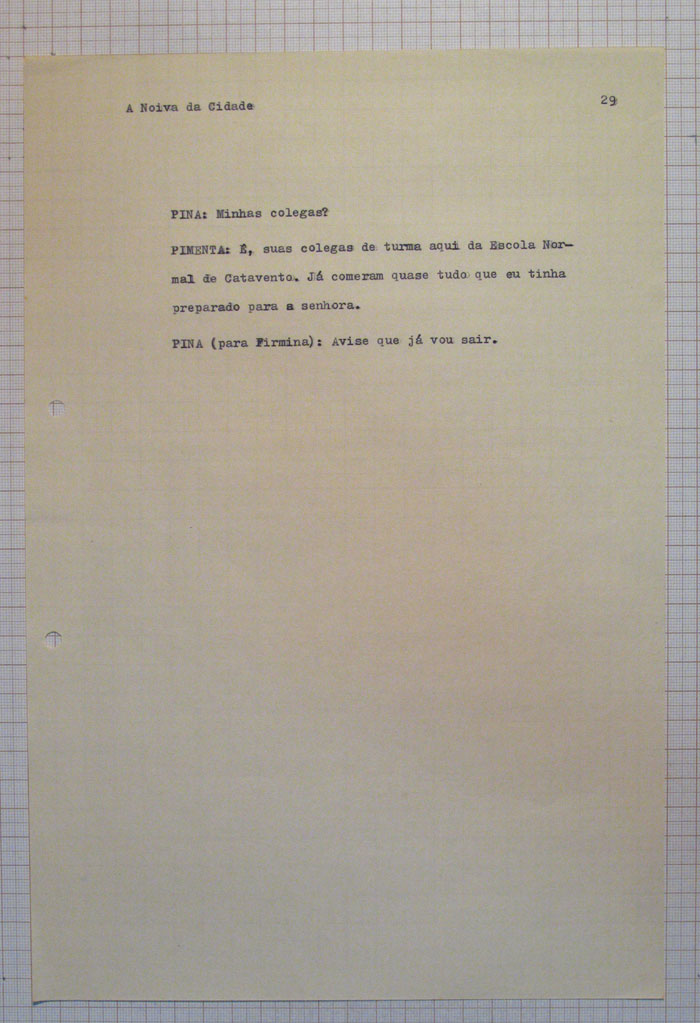 A Noiva da Cidade
29
PINA: Minhas colegas?
PIMENTA: É, suas colegas de turma aqui da Escola Nor-
mal de Catavento. Já comeram quase tudo que eu tinha
preparado para a senhora.
PINA (para Firmina): Avise que já vou sair.